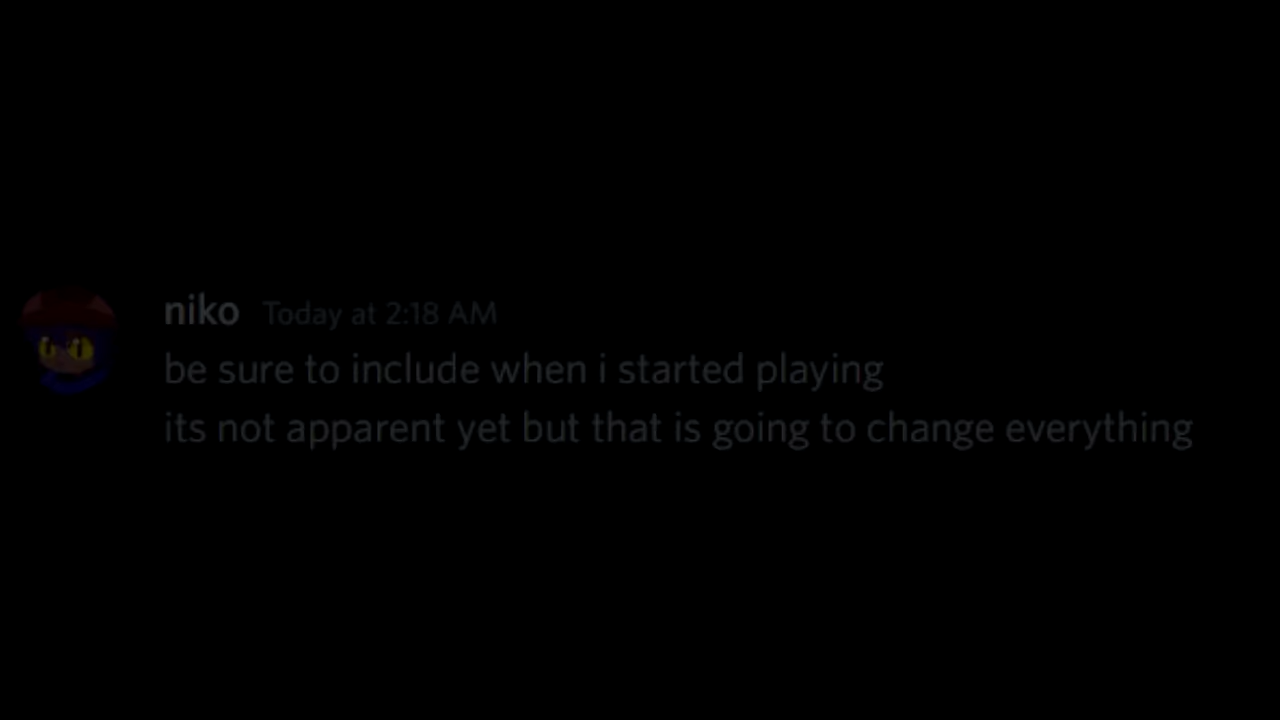 niko Today at 2:18 AM
be sure to include when i started playing
its not apparent yet but that is going to change everything